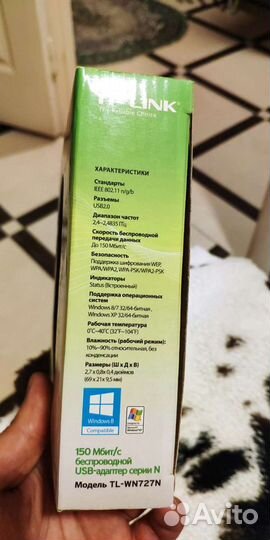 TP-LINK
The Reliable Choice
ХАРАКТЕРИСТИКИ
Стандарты
IEEE 802.11 n/g/b
Разъемы
USB2.0
Диапазон частот
2,4–2,4835 ГГц
Скорость беспроводной
передачи данных
До 150 Мбит/с
Безопасность
Поддержка шифрования WEP,
WPA/WPA2, WPA-PSK/WPA2-PSK
Индикаторы
Status (Встроенный)
Поддержка операционных
систем
Windows 8/7 32/64-битная,
Windows XP 32/64-битная
Рабочая температура
0°C~40°C (32°F~104°F)
Влажность (рабочий режим):
10%~90% относительная, без
конденсации
Размеры (Ш х Д х В)
2,7 х 0,8х 0,4 дюймов
(69 х 21х 9,5 мм)
Windows 8
Compatible
150 Мбит/с
беспроводной
USB-адаптер серии N
Модель TL-WN727N
Avito